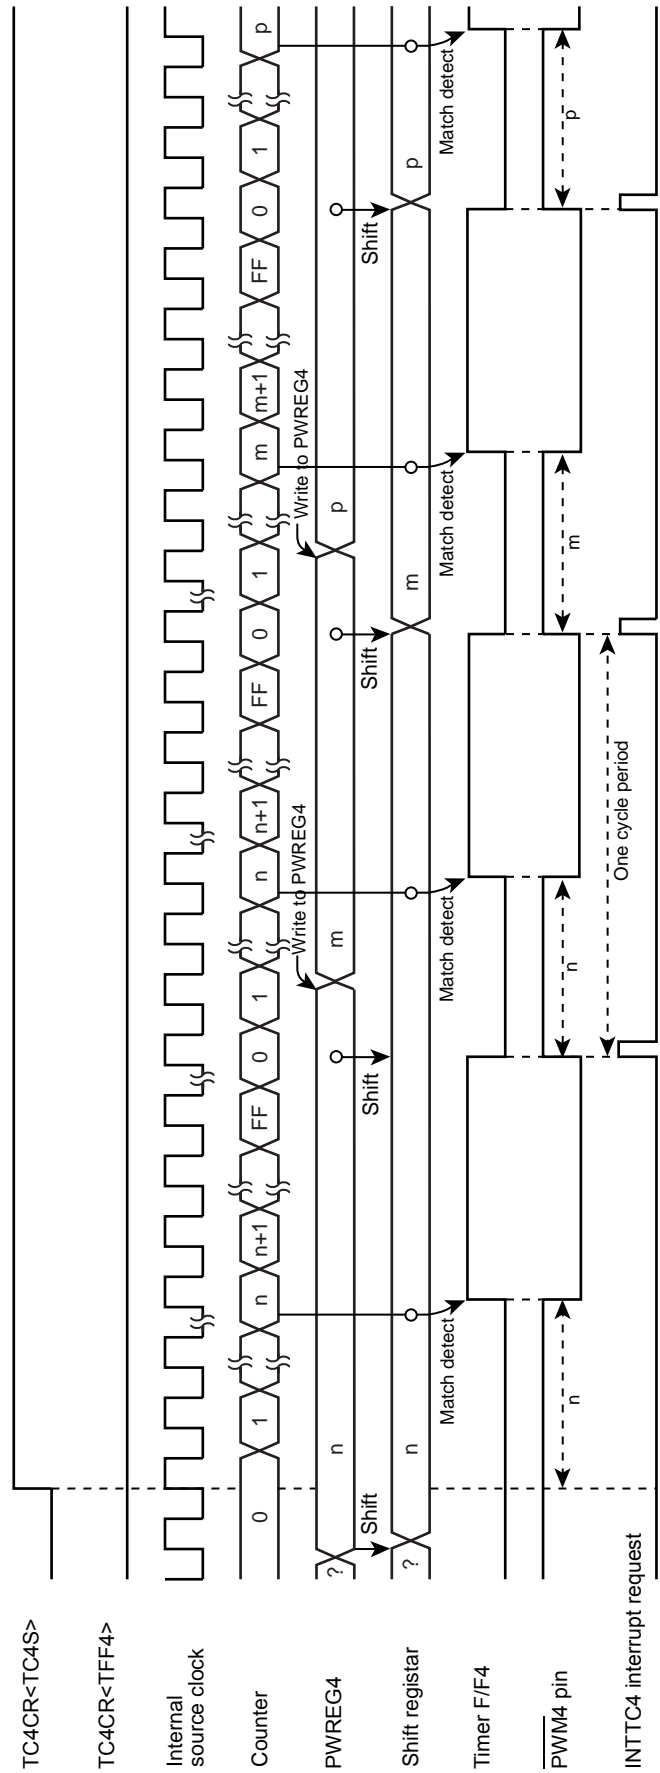 TC4CR<TC4S>
TC4CR<TFF4>
Internal
source clock
Counter 0 1 n n+1 FF 0 1 n n+1 FF 0 1 m m+1 FF 0 1 p
Write to PWREG4 Write to PWREG4
PWREG4 ? n m p
Shift Shift Shift Shift
Shift registar ? n m p
Match detect Match detect Match detect Match detect
Timer F/F4
PWM4 pin n n m p
One cycle period
INTTC4 interrupt request